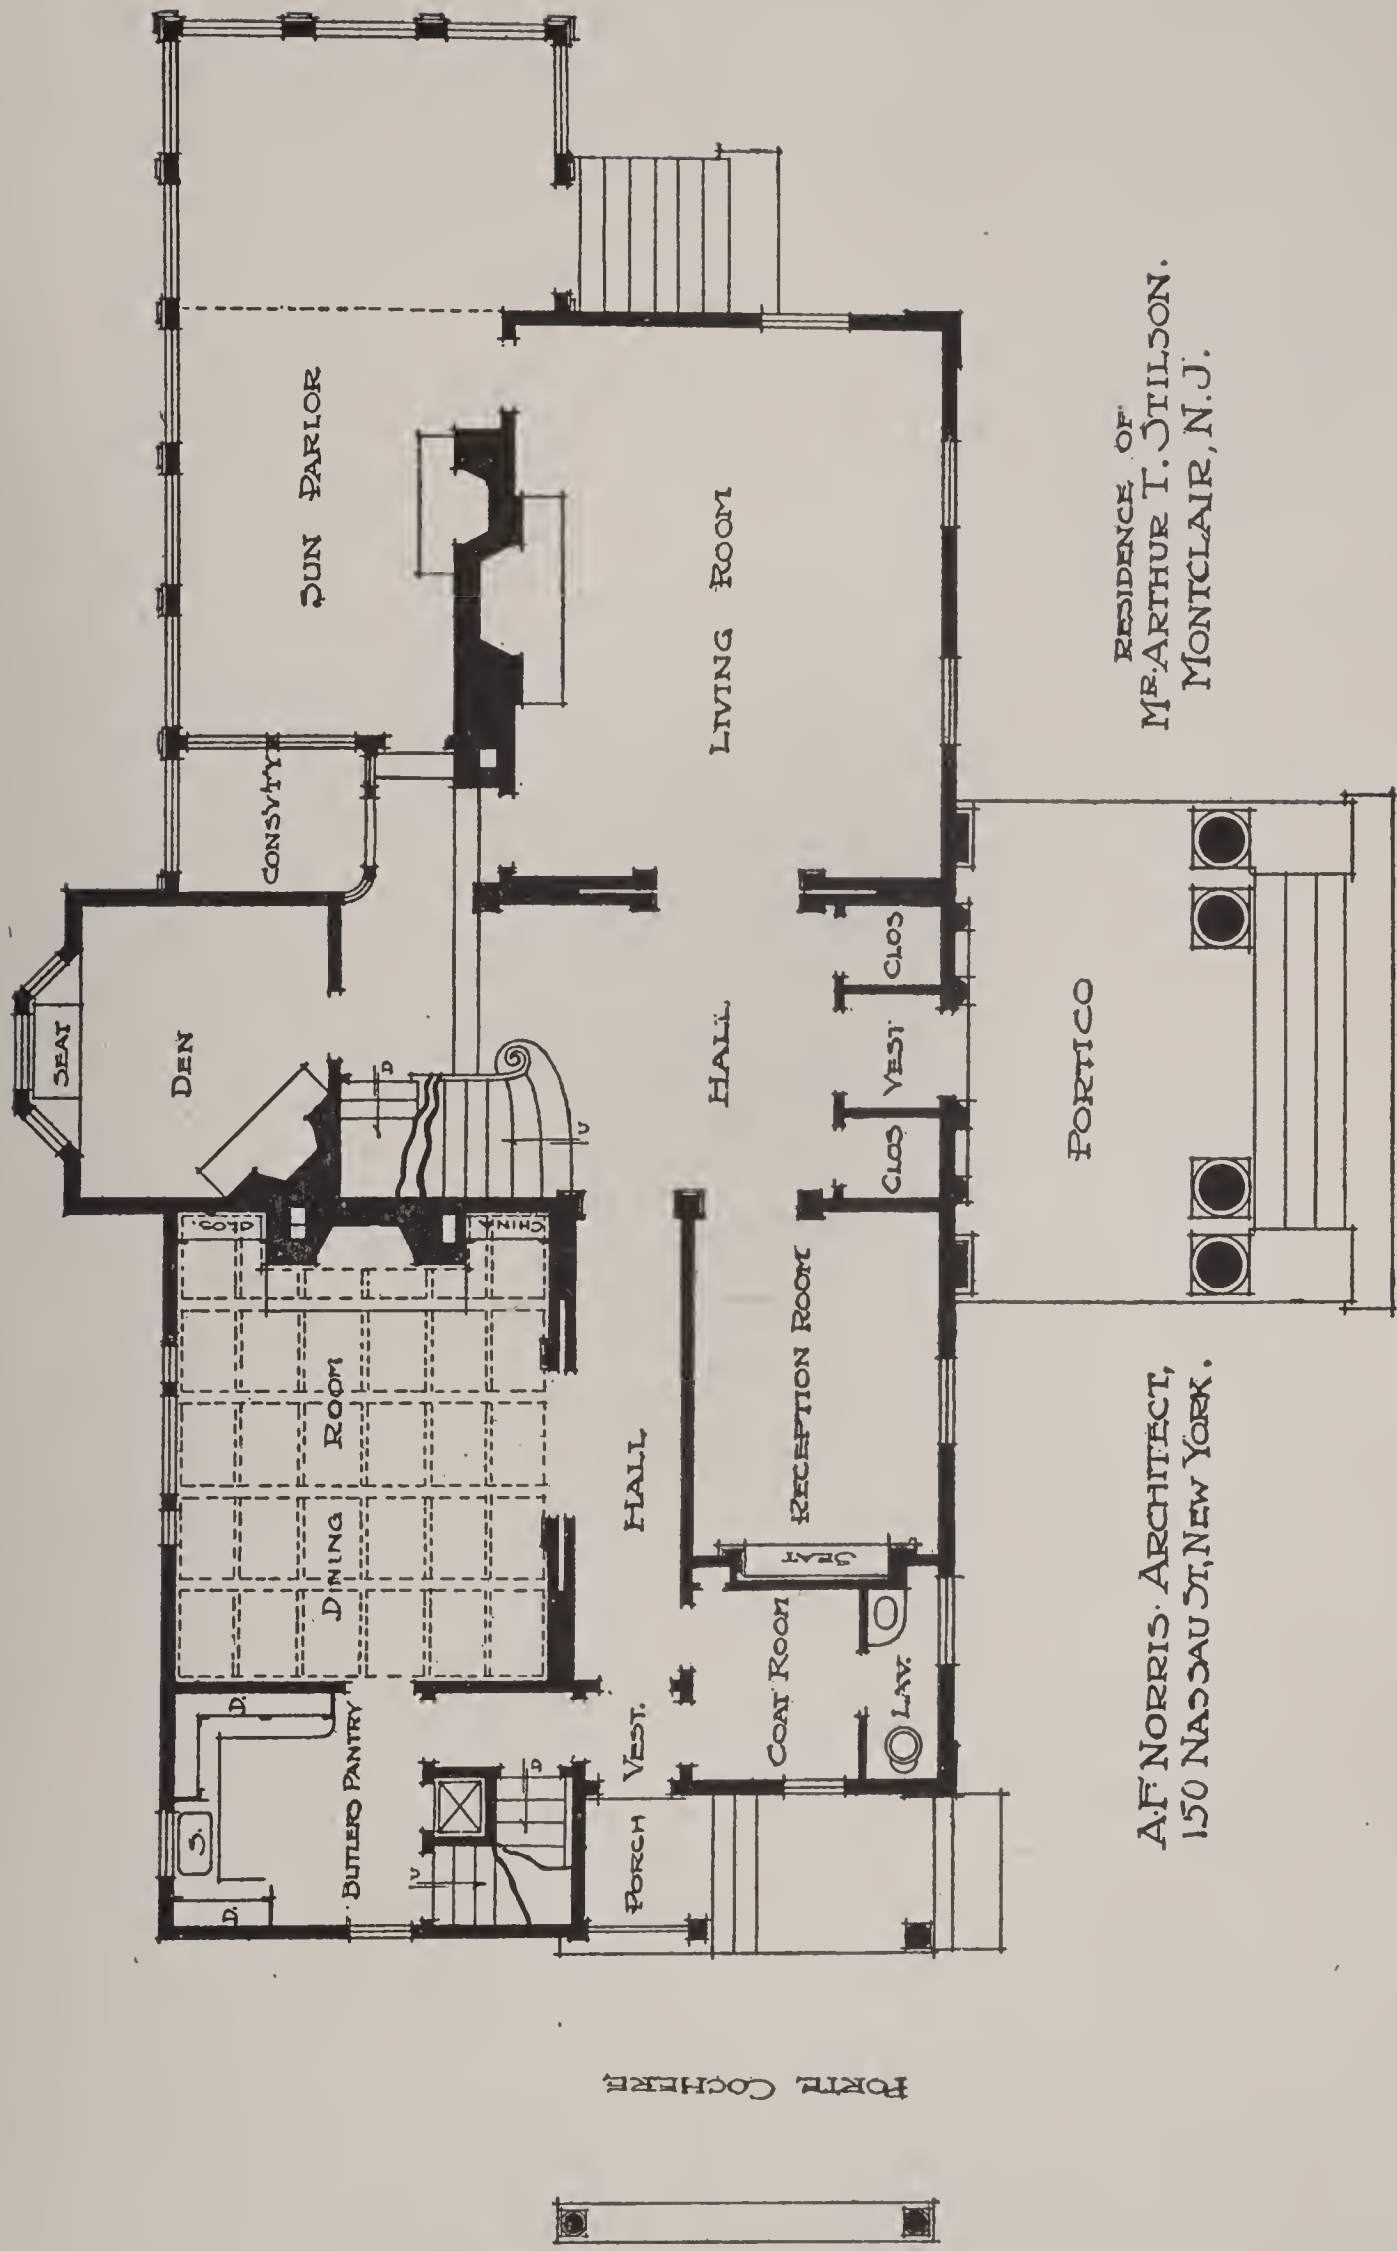 SEAT
DEN
CONSVTY
SUN PARLOR
CLOS.
CHINA
DINING ROOM
D.
S.
D.
BUTLERS PANTRY
D
U
D
U
HALL
LIVING ROOM
HALL
VEST.
PORCH
RECEPTION ROOM
SEAT
COAT ROOM
LAV.
CLOS
VEST
CLOS
PORTICO
PORTE COCHERE
A.F. NORRIS. ARCHITECT,
150 NASSAU ST, NEW YORK.
RESIDENCE OF
MR. ARTHUR T. STILSON.
MONTCLAIR, N.J.